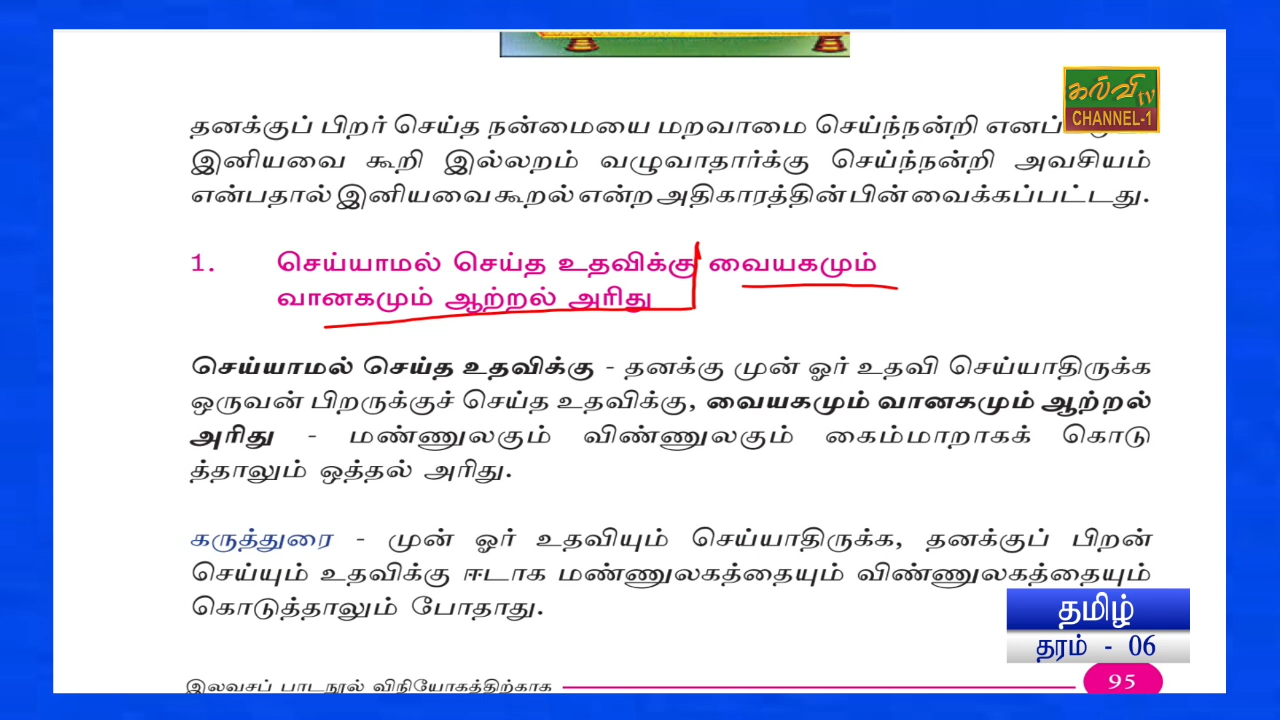 கல்வி tv
CHANNEL-1
தனக்குப் பிறர் செய்த நன்மையை மறவாமை செய்ந்நன்றி எனப்
இனியவை கூறி இல்லறம் வழுவாதார்க்கு செய்ந்நன்றி அவசியம்
என்பதால் இனியவை கூறல் என்ற அதிகாரத்தின் பின் வைக்கப்பட்டது.
1. செய்யாமல் செய்த உதவிக்கு வையகமும்
வானகமும் ஆற்றல் அரிது
செய்யாமல் செய்த உதவிக்கு - தனக்கு முன் ஓர் உதவி செய்யாதிருக்க
ஒருவன் பிறருக்குச் செய்த உதவிக்கு, வையகமும் வானகமும் ஆற்றல்
அரிது - மண்ணுலகும் விண்ணுலகும் கைம்மாறாகக் கொடு
த்தாலும் ஒத்தல் அரிது.
கருத்துரை - முன் ஓர் உதவியும் செய்யாதிருக்க, தனக்குப் பிறன்
செய்யும் உதவிக்கு ஈடாக மண்ணுலகத்தையும் விண்ணுலகத்தையும்
கொடுத்தாலும் போதாது.
தமிழ்
தரம் - 06
இலவசப் பாடநூல் விநியோகத்திற்காக
95